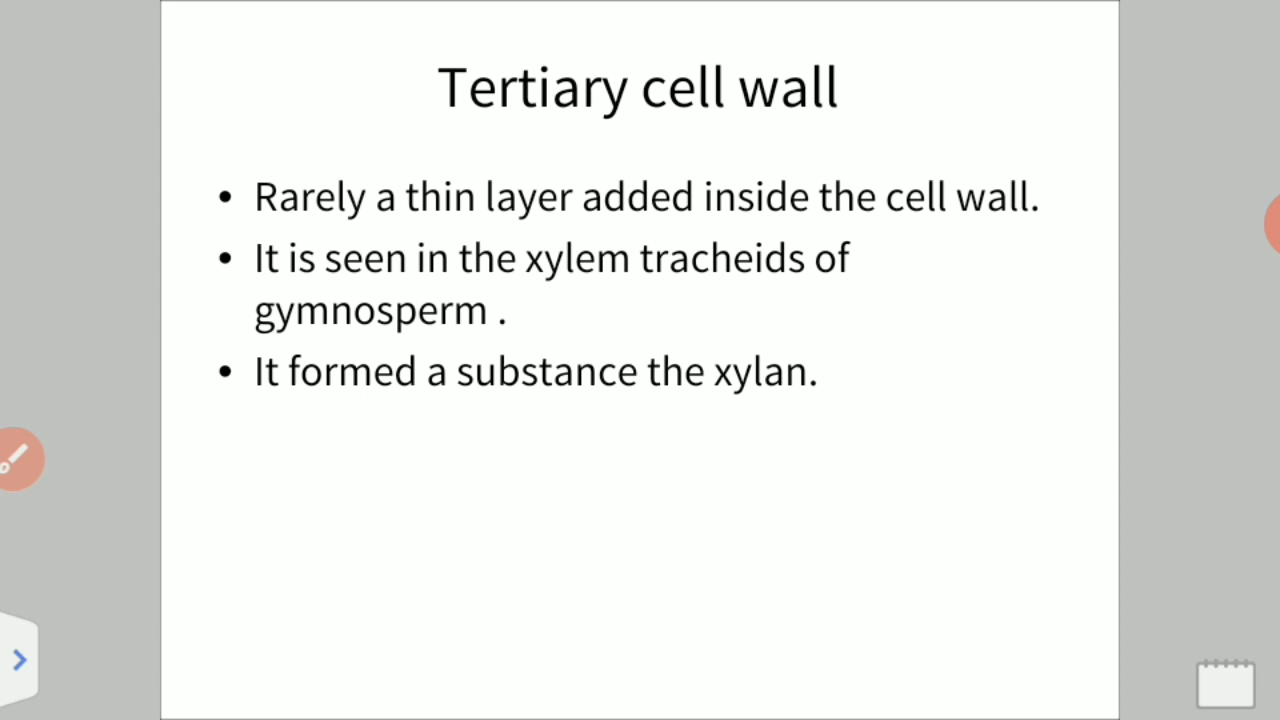 Tertiary cell wall
• Rarely a thin layer added inside the cell wall.
• It is seen in the xylem tracheids of
gymnosperm .
• It formed a substance the xylan.